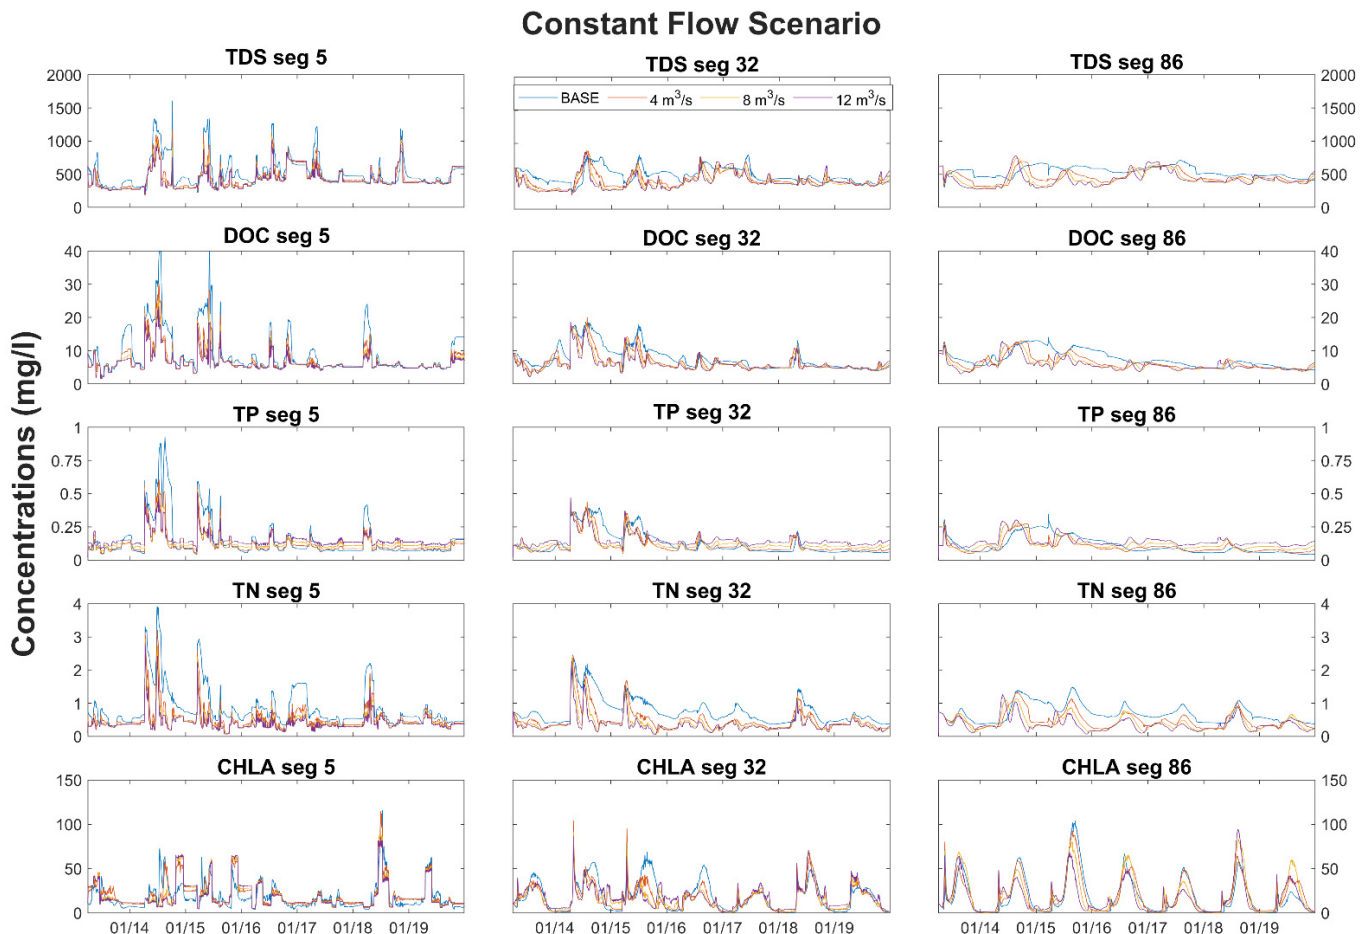 Constant Flow Scenario
TDS seg 5
TDS seg 32
TDS seg 86
2000
1500
1000
500
0
BASE 4 m³/s 8 m³/s 12 m³/s
2000
1500
1000
500
0
DOC seg 5
DOC seg 32
DOC seg 86
40
30
20
10
0
40
30
20
10
0
Concentrations (mg/l)
TP seg 5
TP seg 32
TP seg 86
1
0.75
0.5
0.25
0
1
0.75
0.5
0.25
0
TN seg 5
TN seg 32
TN seg 86
4
3
2
1
0
4
3
2
1
0
CHLA seg 5
CHLA seg 32
CHLA seg 86
150
100
50
0
150
100
50
0
01/14 01/15 01/16 01/17 01/18 01/19
01/14 01/15 01/16 01/17 01/18 01/19
01/14 01/15 01/16 01/17 01/18 01/19